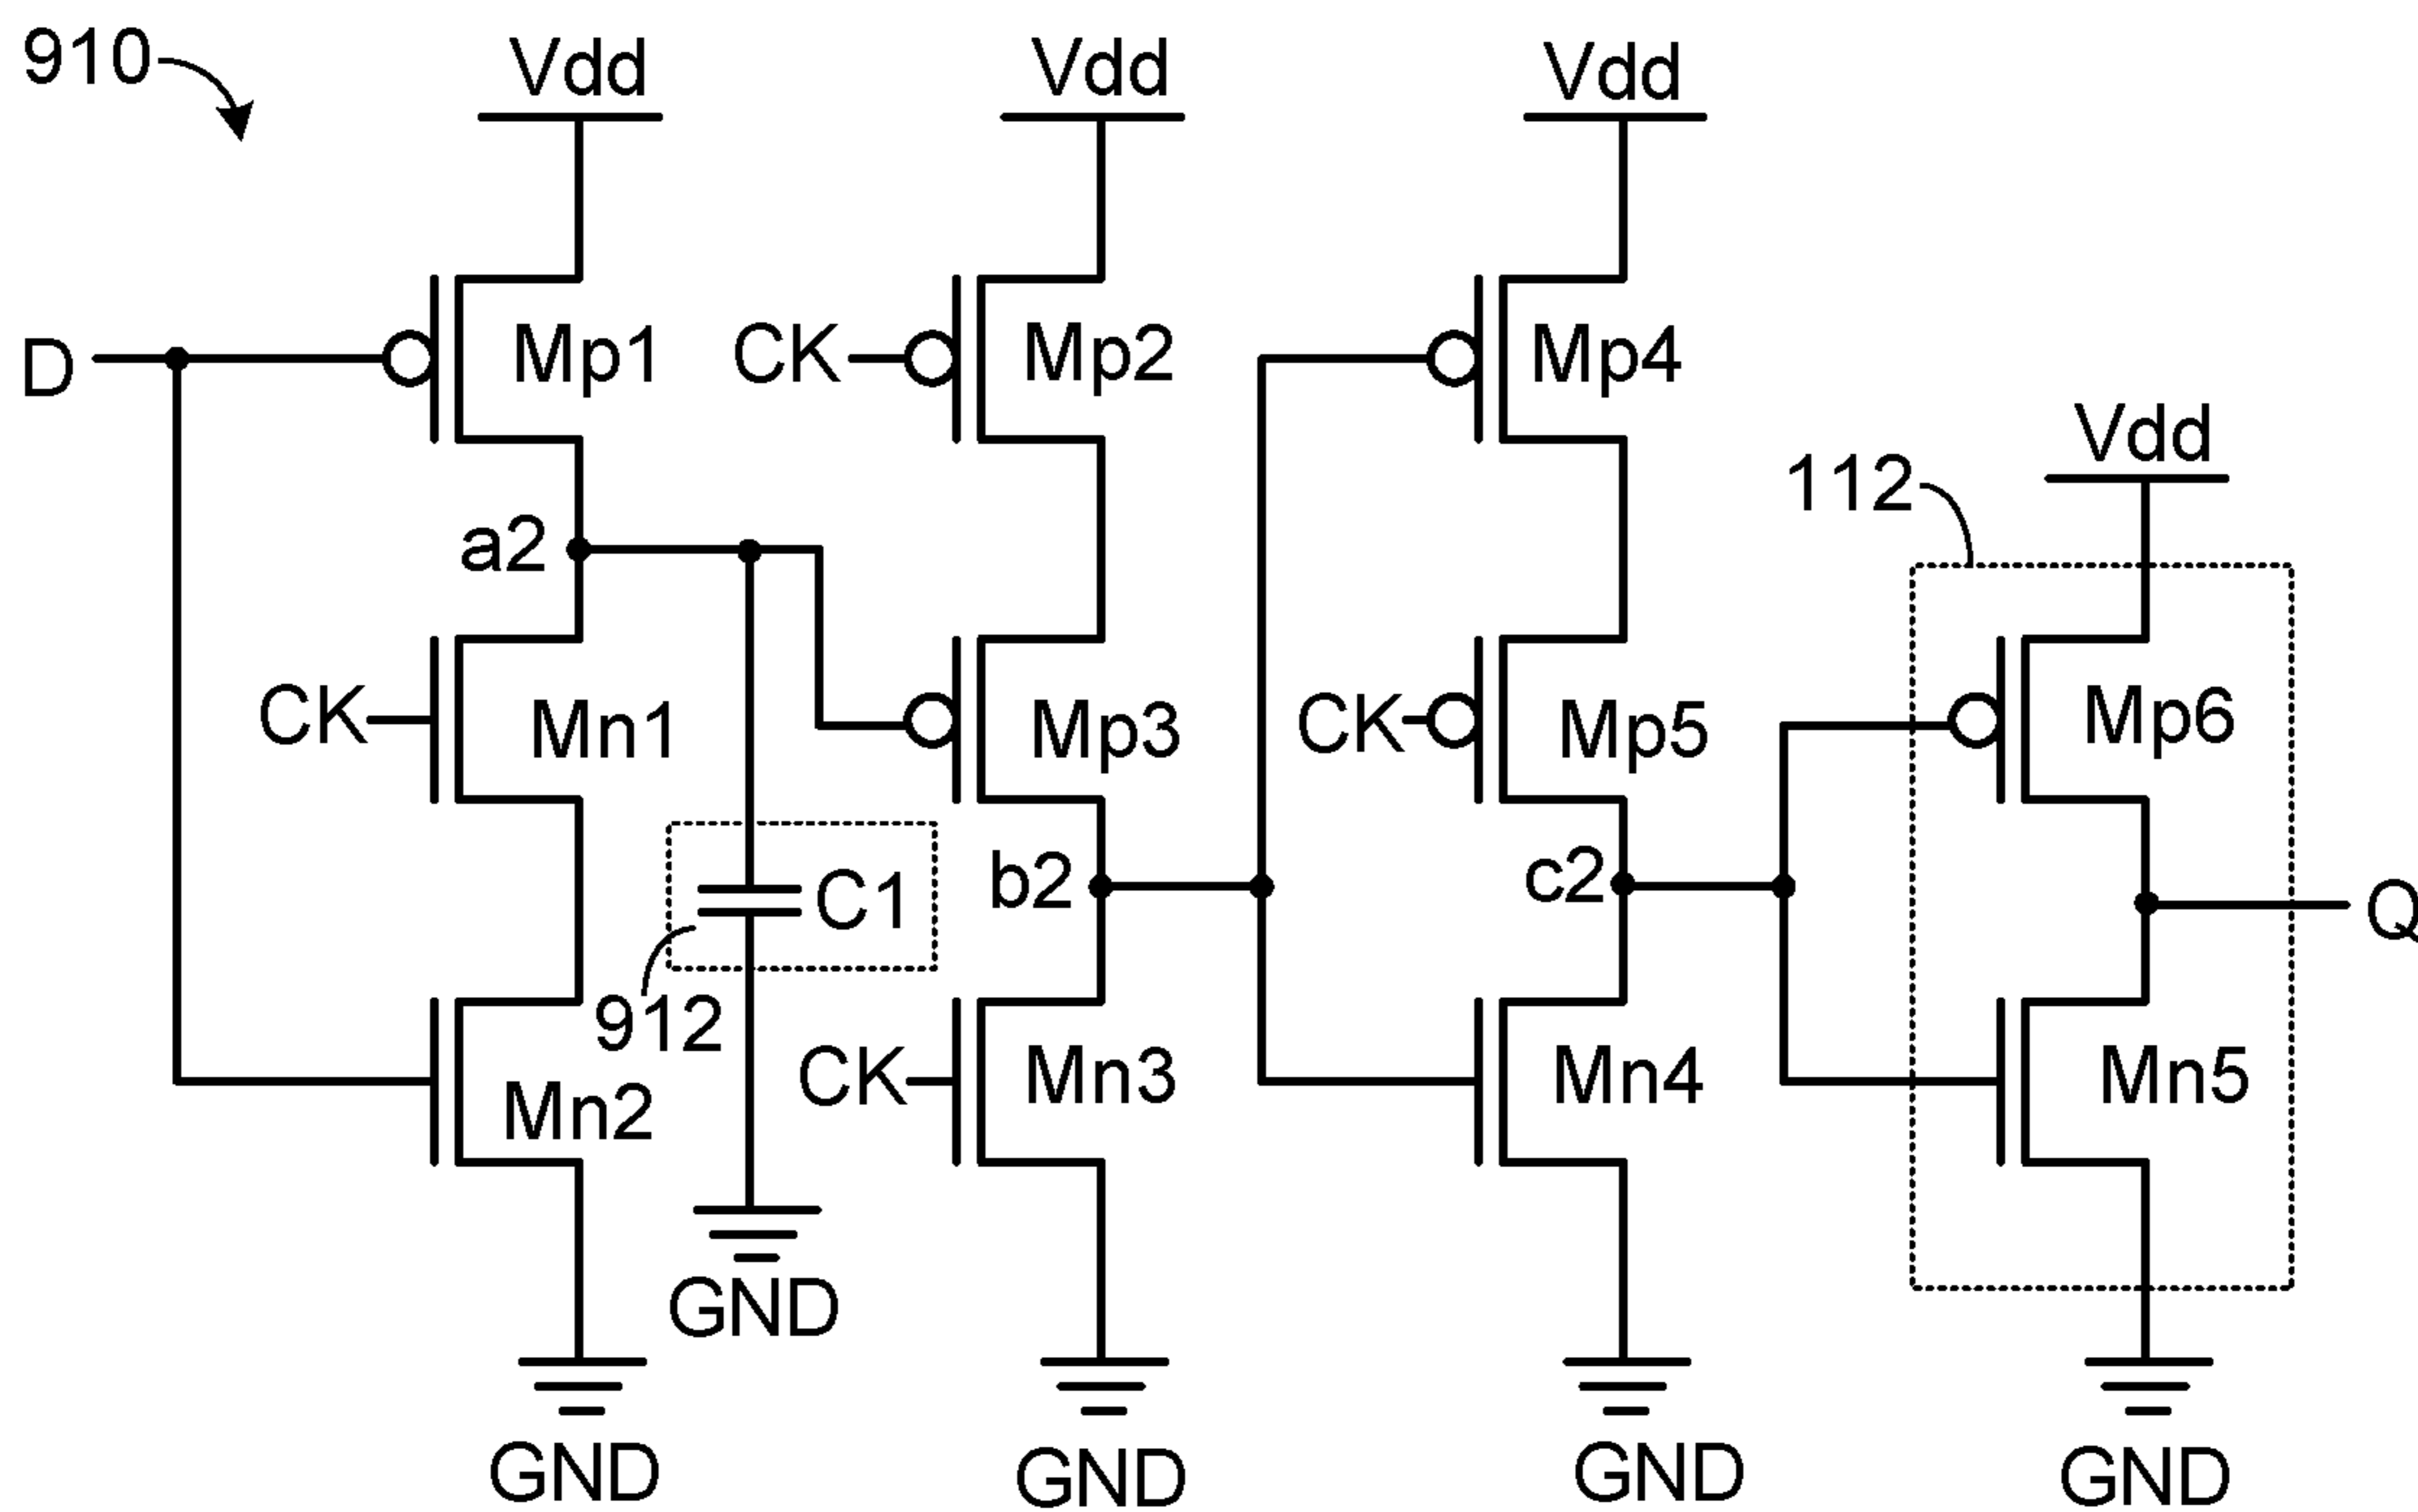 910
Vdd
Vdd
Vdd
D
Mp1
CK
Mp2
Mp4
Vdd
112
a2
CK
Mn1
Mp3
CK
Mp5
Mp6
C1
b2
c2
Q
912
Mn2
CK
Mn3
Mn4
Mn5
GND
GND
GND
GND
GND